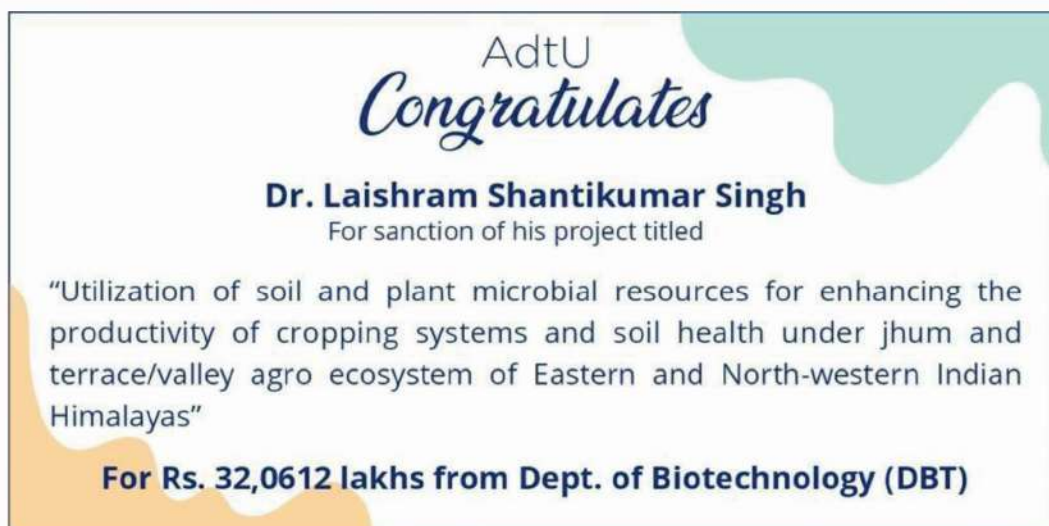 AdtU
Congratulates
Dr. Laishram Shantikumar Singh
For sanction of his project titled
“Utilization of soil and plant microbial resources for enhancing the
productivity of cropping systems and soil health under jhum and
terrace/valley agro ecosystem of Eastern and North-western Indian
Himalayas”
For Rs. 32,0612 lakhs from Dept. of Biotechnology (DBT)